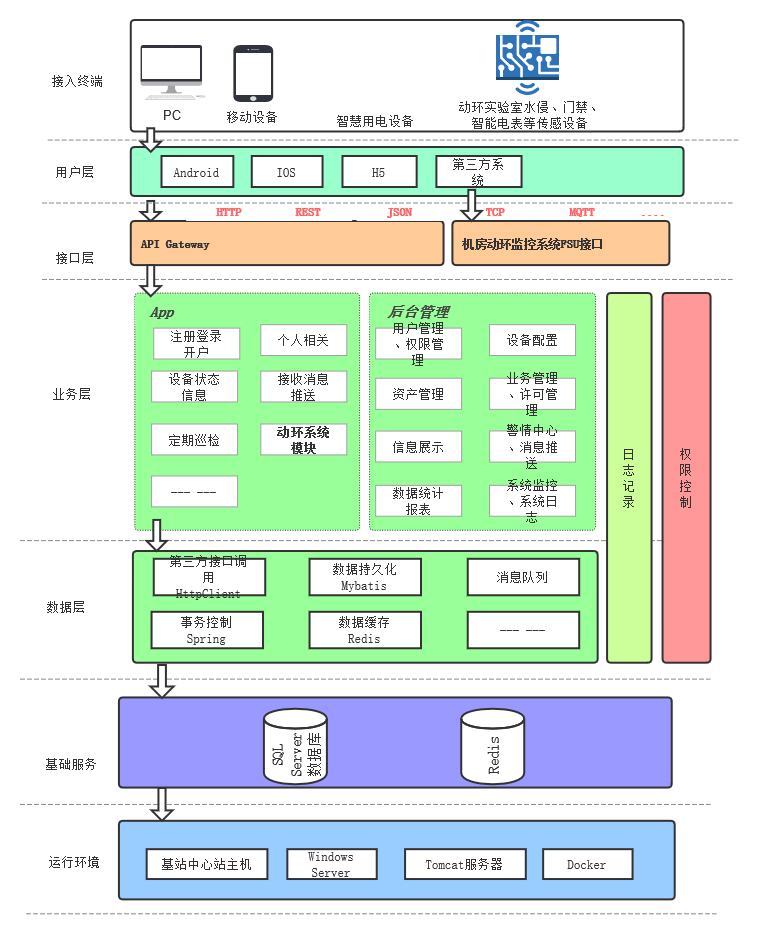 接入终端
PC
移动设备
智慧用电设备
动环实验室水侵、门禁、
智能电表等传感设备
用户层
Android
IOS
H5
第三方系
统
HTTP
REST
JSON
TCP
MQTT
----
接口层
API Gateway
机房动环监控系统FSU接口
业务层
App
注册登录
开户
个人相关
设备状态
信息
接收消息
推送
定期巡检
动环系统
模块
--- ---
后台管理
用户管理
、权限管
理
设备配置
资产管理
业务管理
、许可管
理
信息展示
警情中心
、消息推
送
数据统计
报表
系统监控
、系统日
志
日志记录
权限控制
数据层
第三方接口调
用
HttpClient
数据持久化
Mybatis
消息队列
事务控制
Spring
数据缓存
Redis
--- ---
基础服务
SQL
Server
数据库
Redis
运行环境
基站中心站主机
Windows
Server
Tomcat服务器
Docker